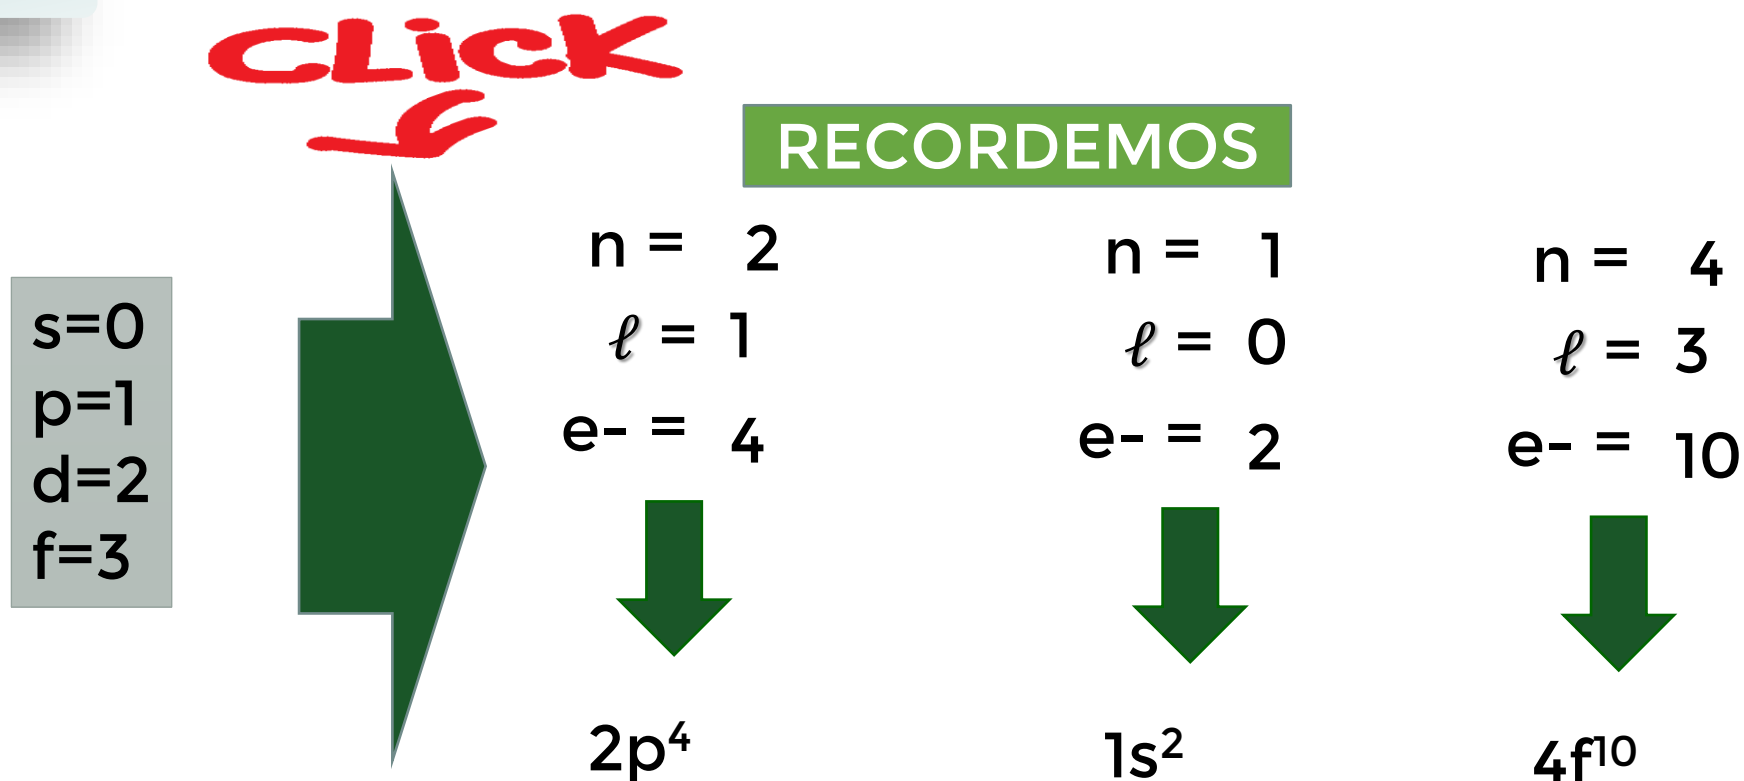 CLiCK
RECORDEMOS
s=0
p=1
d=2
f=3
n = 2
ℓ = 1
e- = 4
2p⁴
n = 1
ℓ = 0
e- = 2
1s²
n = 4
ℓ = 3
e- = 10
4f¹⁰